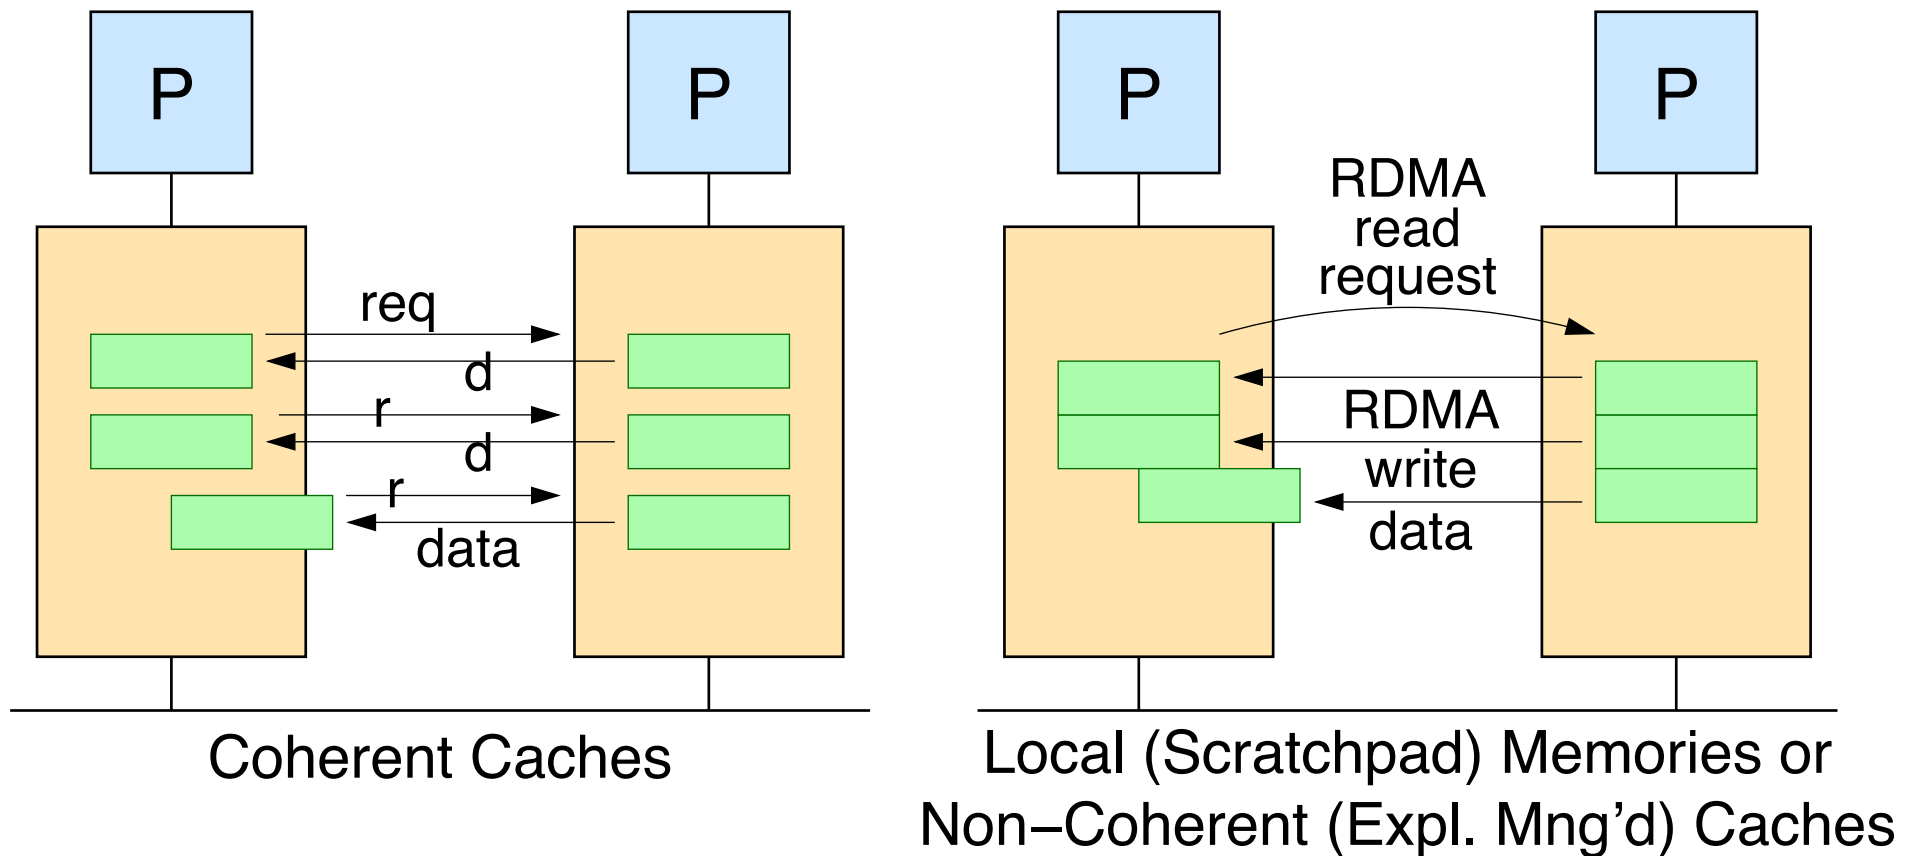 P
P
req
d
r
d
r
data
Coherent Caches
P
P
RDMA
read
request
RDMA
write
data
Local (Scratchpad) Memories or
Non−Coherent (Expl. Mng'd) Caches